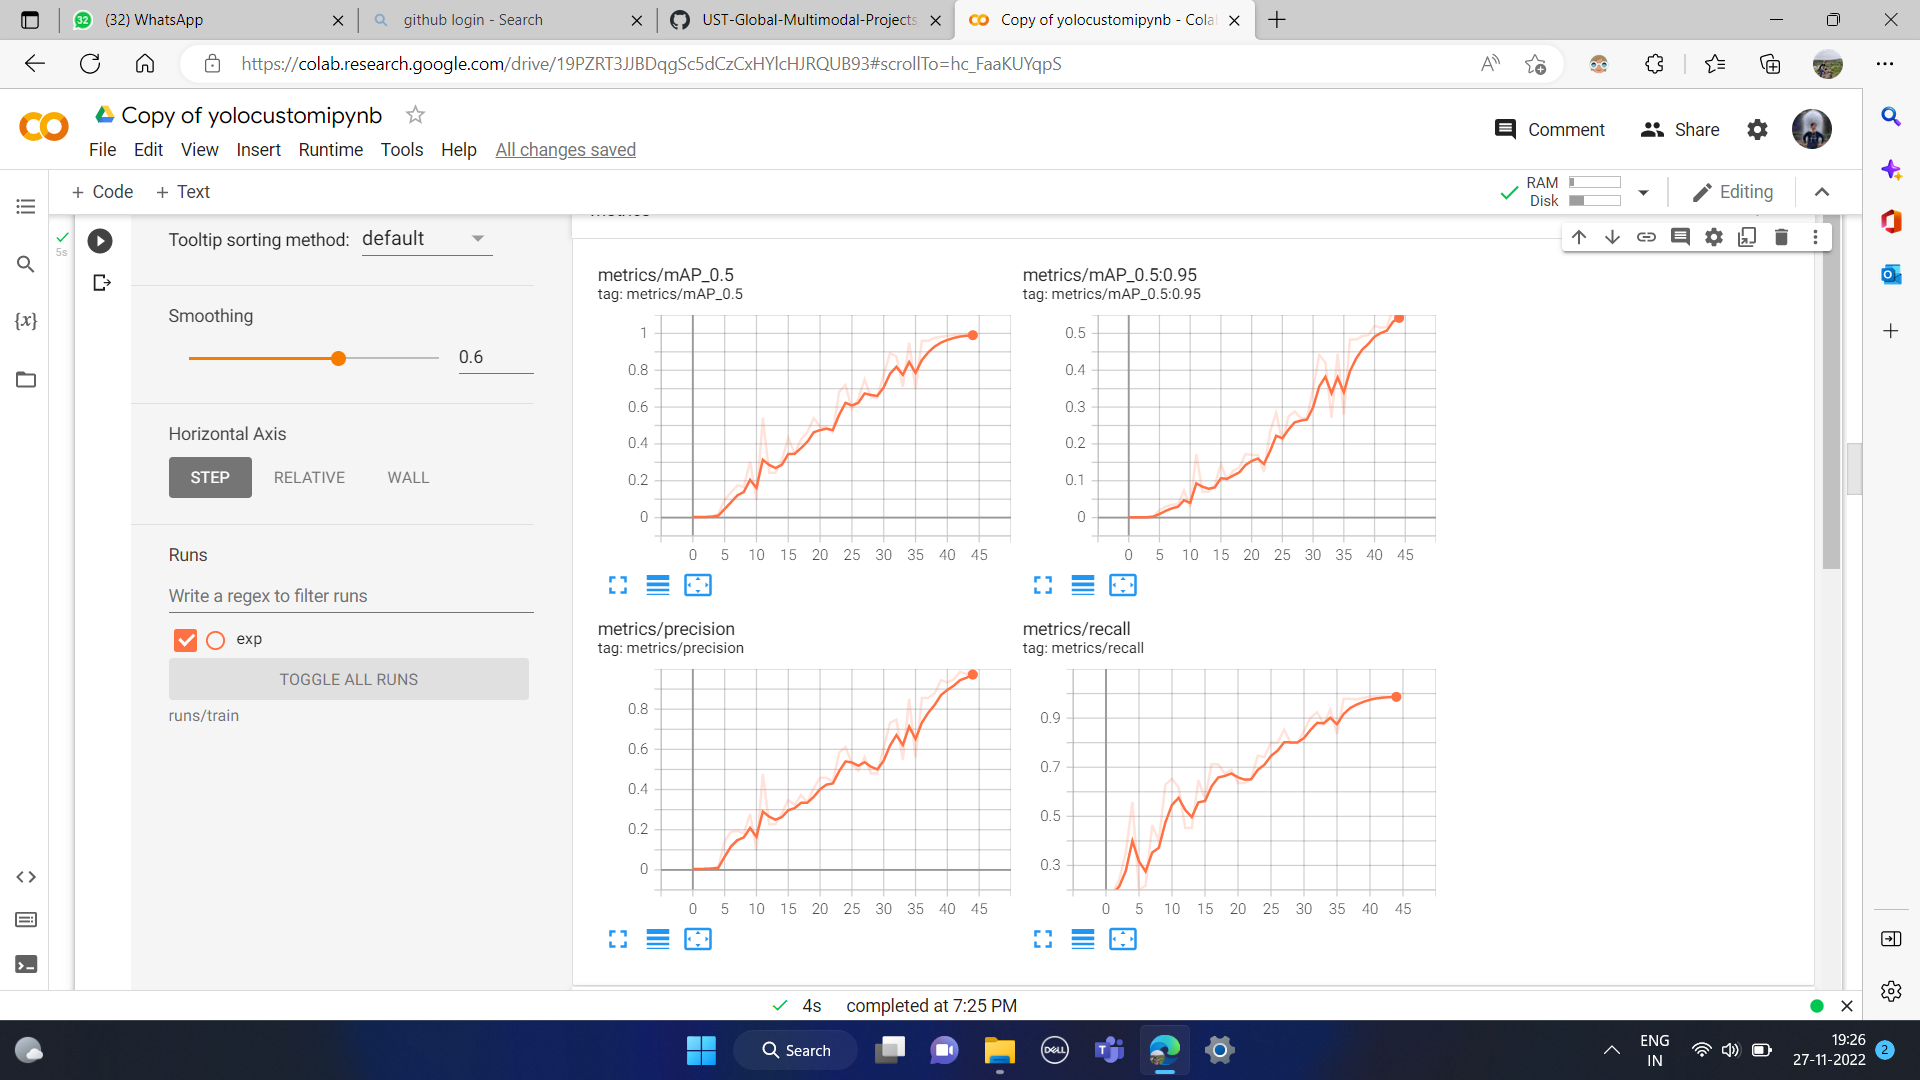 32
(32) WhatsApp
github login - Search
UST-Global-Multimodal-Projects
Copy of yolocustomipynb - Cola
https://colab.research.google.com/drive/19PZRT3JJBDqgSc5dCzCxHYlcHJRQUB93#scrollTo=hc_FaaKUYqpS
Copy of yolocustomipynb
Comment
Share
File Edit View Insert Runtime Tools Help All changes saved
+ Code + Text
RAM
Disk
Editing
5s
Tooltip sorting method: default
Smoothing
0.6
Horizontal Axis
STEP RELATIVE WALL
Runs
Write a regex to filter runs
exp
TOGGLE ALL RUNS
runs/train
metrics/mAP_0.5
tag: metrics/mAP_0.5
1
0.8
0.6
0.4
0.2
0
0 5 10 15 20 25 30 35 40 45
metrics/mAP_0.5:0.95
tag: metrics/mAP_0.5:0.95
0.5
0.4
0.3
0.2
0.1
0
0 5 10 15 20 25 30 35 40 45
metrics/precision
tag: metrics/precision
0.8
0.6
0.4
0.2
0
0 5 10 15 20 25 30 35 40 45
metrics/recall
tag: metrics/recall
0.9
0.7
0.5
0.3
0 5 10 15 20 25 30 35 40 45
4s completed at 7:25 PM
Search
DELL
ENG
IN
19:26
27-11-2022
2